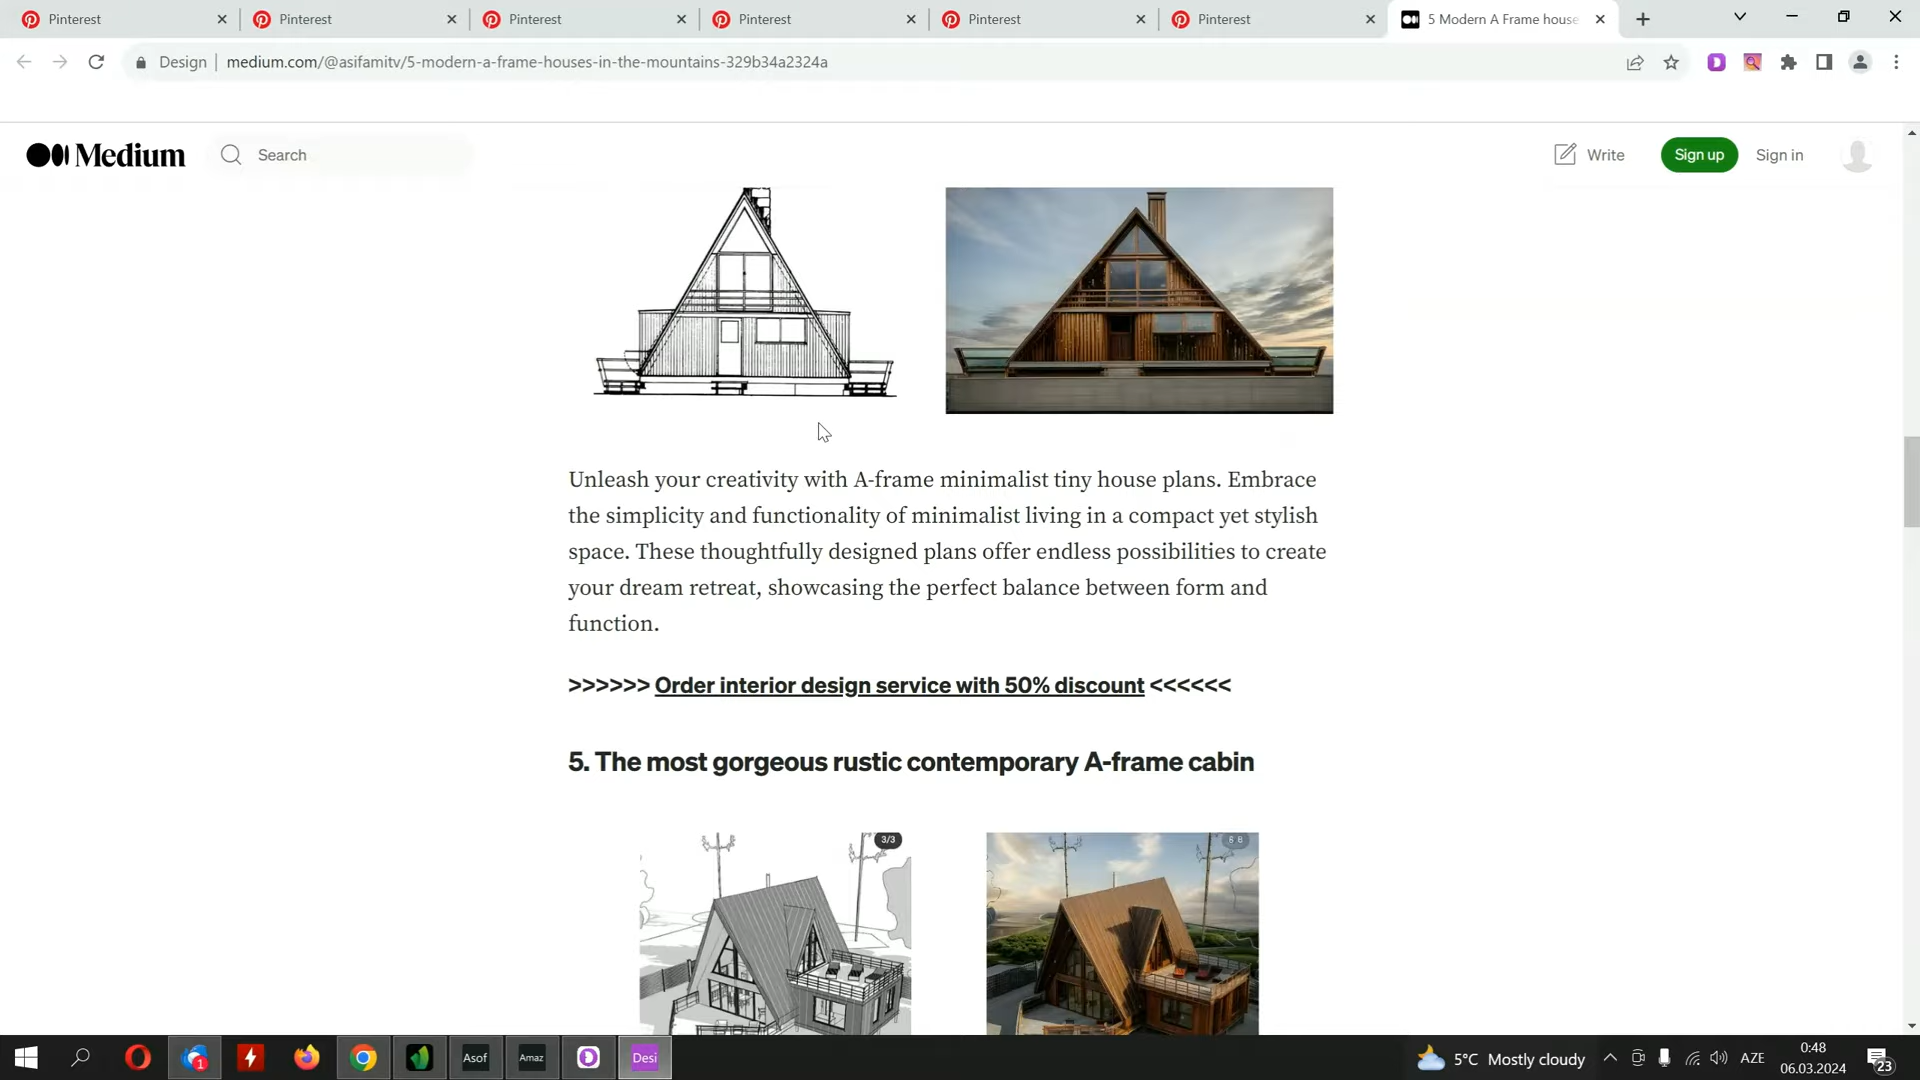 Pinterest
Pinterest
Pinterest
Pinterest
Pinterest
Pinterest
5 Modern A Frame house
Design
medium.com/@asifamitv/5-modern-a-frame-houses-in-the-mountains-329b34a2324a
Medium
Search
Write
Sign up
Sign in
Unleash your creativity with A-frame minimalist tiny house plans. Embrace
the simplicity and functionality of minimalist living in a compact yet stylish
space. These thoughtfully designed plans offer endless possibilities to create
your dream retreat, showcasing the perfect balance between form and
function.
>>>>>> Order interior design service with 50% discount <<<<<<
5. The most gorgeous rustic contemporary A-frame cabin
3/3
1
Asof
Amaz
Desi
5°C Mostly cloudy
AZE
0:48
06.03.2024
23